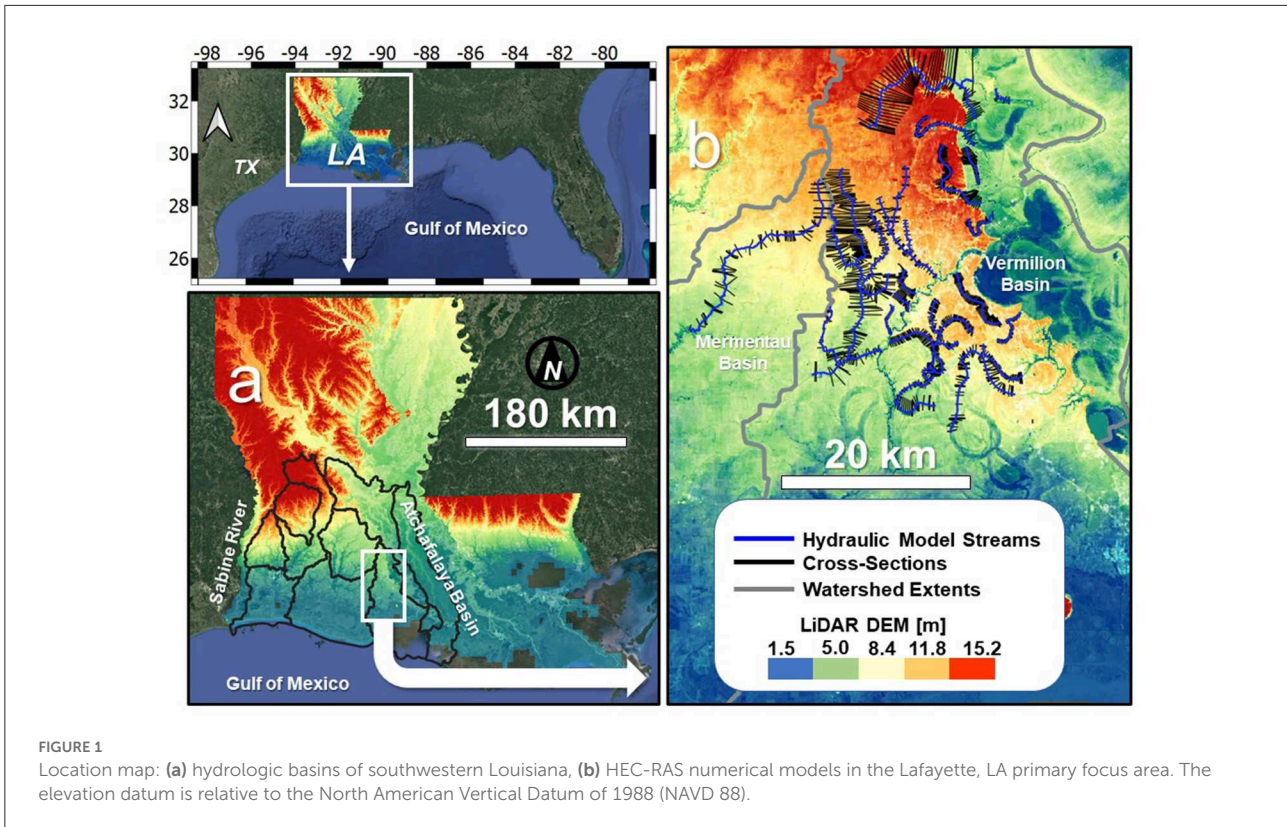 -98 -96 -94 -92 -90 -88 -86 -84 -82 -80
32
30
28
26
TX
LA
Gulf of Mexico
a
N
180 km
Sabine River
Atchafalaya Basin
Gulf of Mexico
b
Vermilion
Basin
Mermentau
Basin
20 km
Hydraulic Model Streams
Cross-Sections
Watershed Extents
LiDAR DEM [m]
1.5 5.0 8.4 11.8 15.2
FIGURE 1
Location map: (a) hydrologic basins of southwestern Louisiana, (b) HEC-RAS numerical models in the Lafayette, LA primary focus area. The
elevation datum is relative to the North American Vertical Datum of 1988 (NAVD 88).